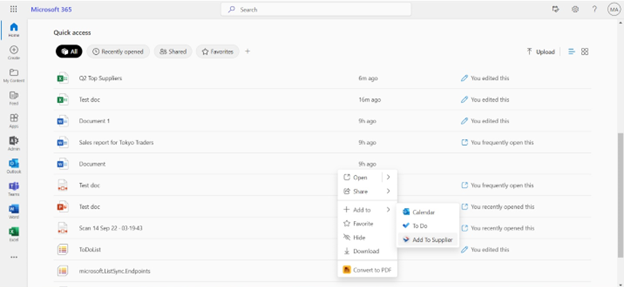 Microsoft 365
Search
MA
Home
Quick access
All
Recently opened
Shared
Favorites
Upload
Create
My Content
Feed
Apps
Admin
Outlook
Teams
Word
Excel
Q2 Top Suppliers 6m ago You edited this
Test doc 16m ago You edited this
Document 1 9h ago You edited this
Sales report for Tokyo Traders 9h ago You frequently open this
Document 9h ago
Test doc You frequently open this
Test doc You recently opened this
Scan 14 Sep 22 - 03:19:43 You recently opened this
ToDoList You edited this
microsoft.ListSync.Endpoints
Open
Share
Add to
Favorite
Hide
Download
Convert to PDF
Calendar
To Do
Add To Supplier